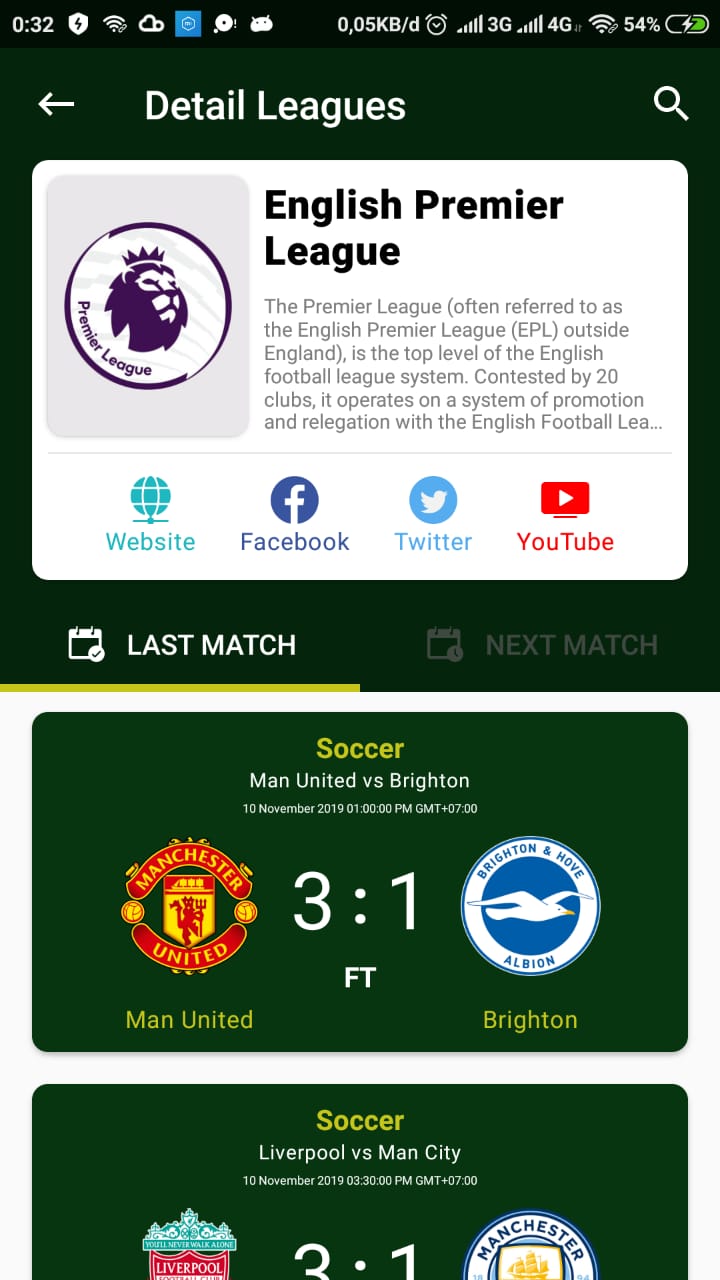 0:32 0,05KB/d 3G 4G 54%
Detail Leagues
English Premier
League
Premier League
The Premier League (often referred to as
the English Premier League (EPL) outside
England), is the top level of the English
football league system. Contested by 20
clubs, it operates on a system of promotion
and relegation with the English Football Lea...
Website Facebook Twitter YouTube
LAST MATCH NEXT MATCH
Soccer
Man United vs Brighton
10 November 2019 01:00:00 PM GMT+07:00
MANCHESTER
UNITED
3 : 1
BRIGHTON & HOVE
ALBION
FT
Man United Brighton
Soccer
Liverpool vs Man City
10 November 2019 03:30:00 PM GMT+07:00
YOU'LL NEVER WALK ALONE
LIVERPOOL
FOOTBALL CLUB
3 : 1
MANCHESTER
18 94